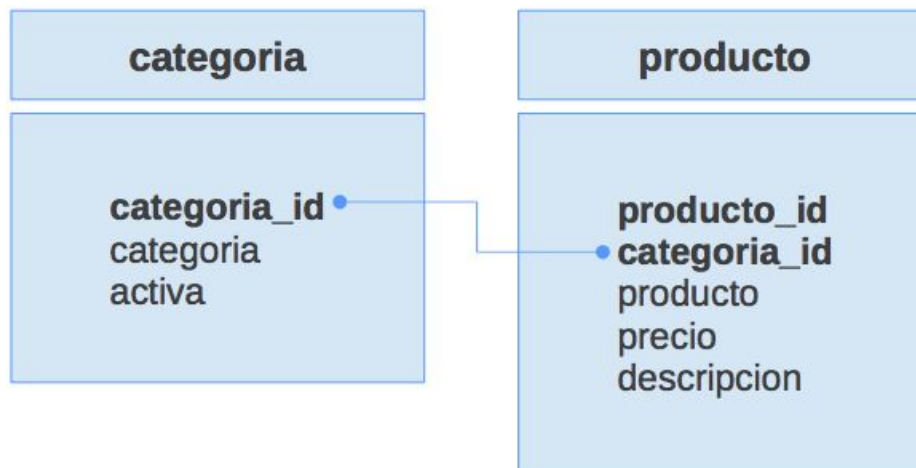 categoria
categoria_id
categoria
activa
producto
producto_id
categoria_id
producto
precio
descripcion